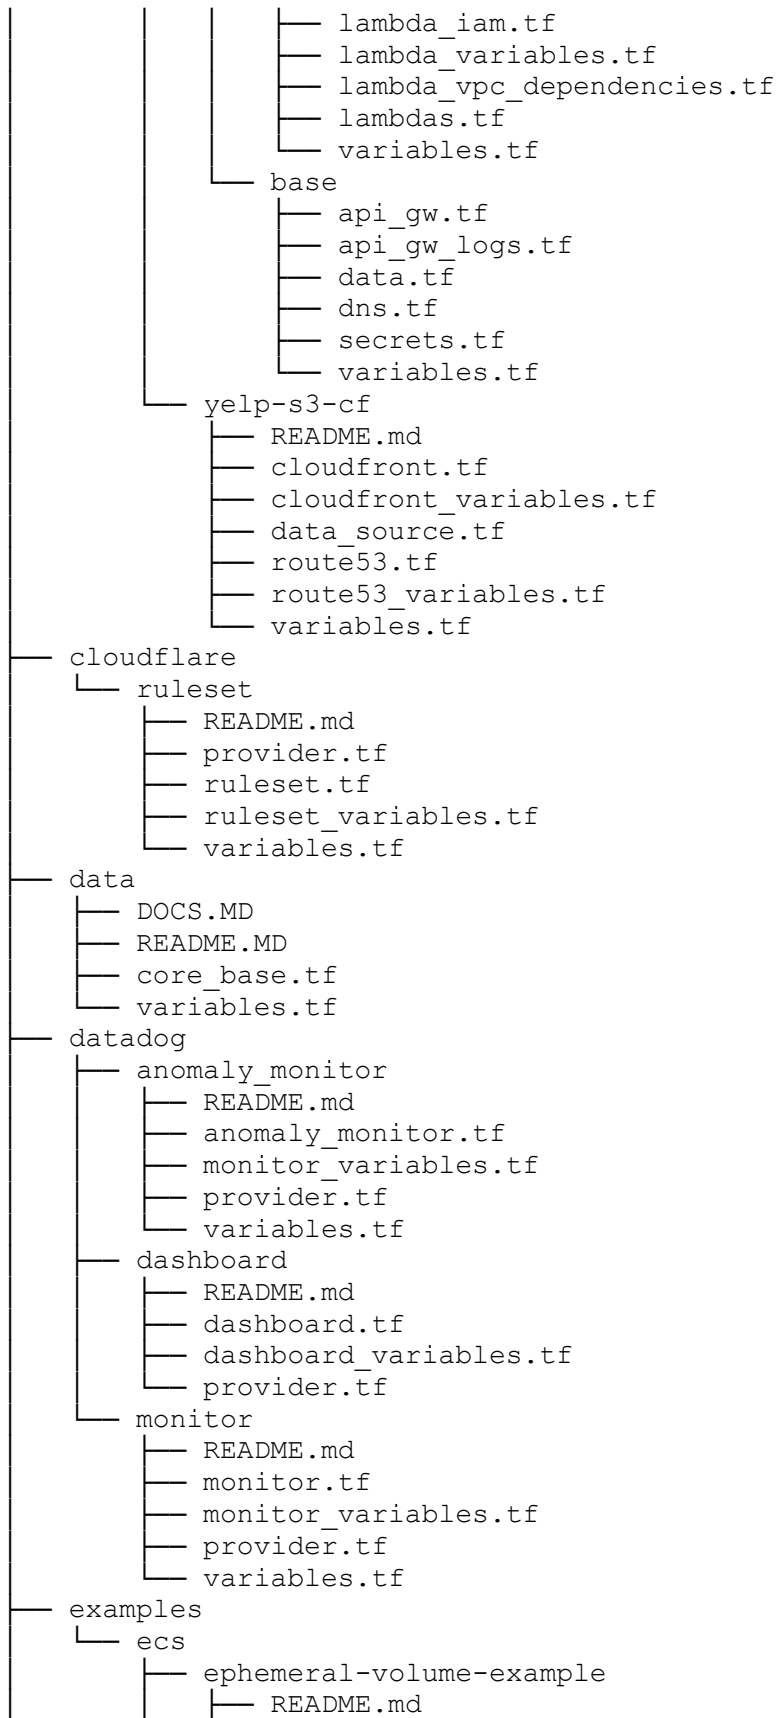 │       │   │   ├── lambda_iam.tf
│       │   │   ├── lambda_variables.tf
│       │   │   ├── lambda_vpc_dependencies.tf
│       │   │   ├── lambdas.tf
│       │   │   └── variables.tf
│       │   └── base
│       │       ├── api_gw.tf
│       │       ├── api_gw_logs.tf
│       │       ├── data.tf
│       │       ├── dns.tf
│       │       ├── secrets.tf
│       │       └── variables.tf
│       └── yelp-s3-cf
│           ├── README.md
│           ├── cloudfront.tf
│           ├── cloudfront_variables.tf
│           ├── data_source.tf
│           ├── route53.tf
│           ├── route53_variables.tf
│           └── variables.tf
├── cloudflare
│   └── ruleset
│       ├── README.md
│       ├── provider.tf
│       ├── ruleset.tf
│       ├── ruleset_variables.tf
│       └── variables.tf
├── data
│   ├── DOCS.MD
│   ├── README.MD
│   ├── core_base.tf
│   └── variables.tf
├── datadog
│   ├── anomaly_monitor
│   │   ├── README.md
│   │   ├── anomaly_monitor.tf
│   │   ├── monitor_variables.tf
│   │   ├── provider.tf
│   │   └── variables.tf
│   ├── dashboard
│   │   ├── README.md
│   │   ├── dashboard.tf
│   │   ├── dashboard_variables.tf
│   │   └── provider.tf
│   └── monitor
│       ├── README.md
│       ├── monitor.tf
│       ├── monitor_variables.tf
│       ├── provider.tf
│       └── variables.tf
├── examples
│   └── ecs
│       ├── ephemeral-volume-example
│       │   ├── README.md